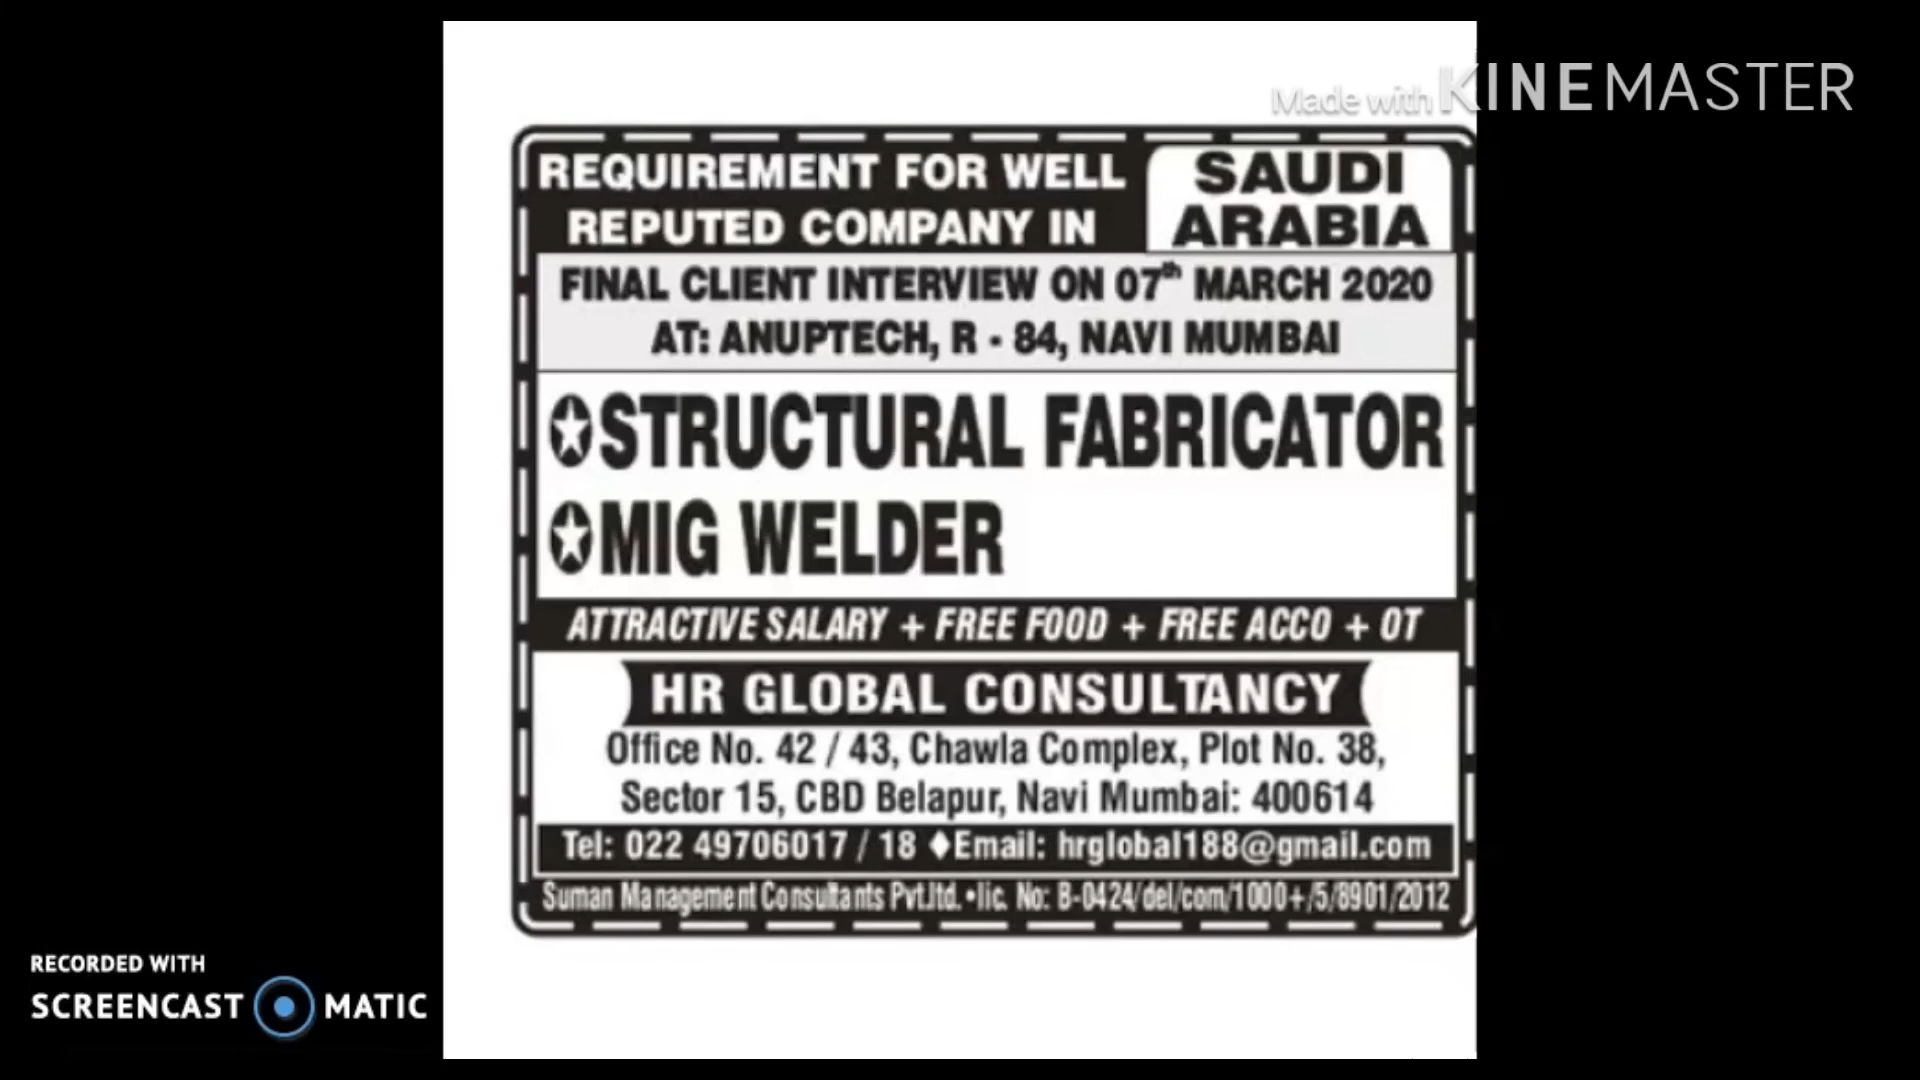 Made with KINEMASTER
REQUIREMENT FOR WELL
REPUTED COMPANY IN
SAUDI
ARABIA
FINAL CLIENT INTERVIEW ON 07th MARCH 2020
AT: ANUPTECH, R - 84, NAVI MUMBAI
STRUCTURAL FABRICATOR
MIG WELDER
ATTRACTIVE SALARY + FREE FOOD + FREE ACCO + OT
HR GLOBAL CONSULTANCY
Office No. 42 / 43, Chawla Complex, Plot No. 38,
Sector 15, CBD Belapur, Navi Mumbai: 400614
Tel: 022 49706017 / 18 ♦Email: hrglobal188@gmail.com
Suman Management Consultants Pvt.ltd. •lic. No: B-0424/del/com/1000+/5/8901/2012
RECORDED WITH
SCREENCAST MATIC